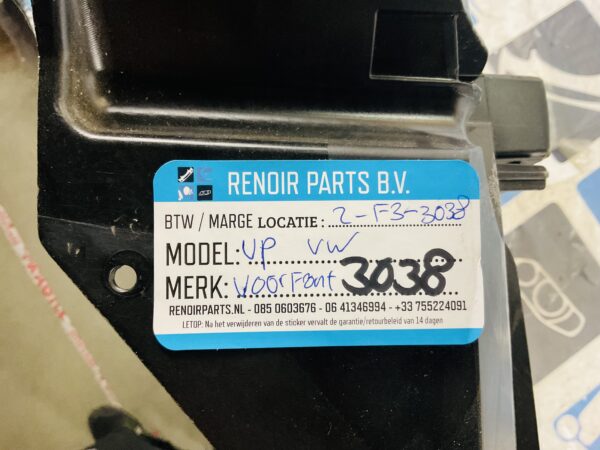 RENOIR PARTS B.V.
BTW / MARGE LOCATIE : 2-F3-3038
MODEL: UP VW
MERK: Voorfont 3038
RENOIRPARTS.NL - 085 0603676 - 06 41346994 - +33 755224091
LETOP: Na het verwijderen van de sticker vervalt de garantie/retourbeleid van 14 dagen